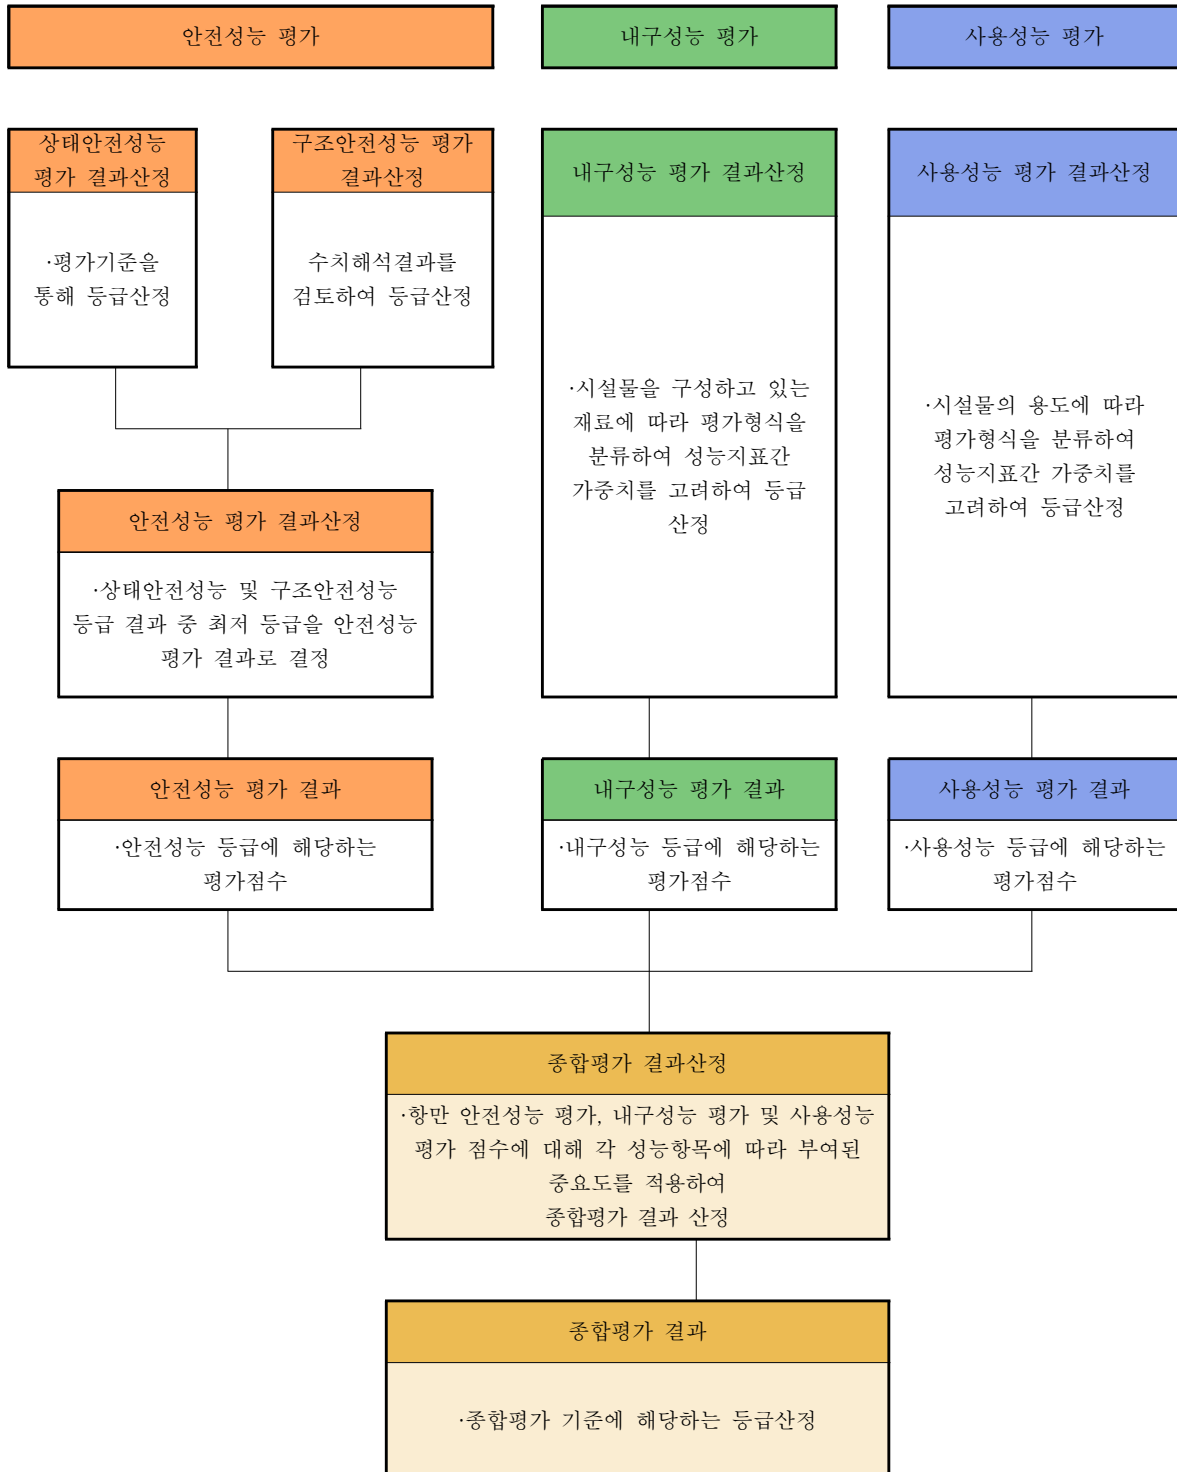 안전성능 평가
내구성능 평가
사용성능 평가
상태안전성능
평가 결과산정
·평가기준을
통해 등급산정
구조안전성능 평가
결과산정
수치해석결과를
검토하여 등급산정
안전성능 평가 결과산정
·상태안전성능 및 구조안전성능
등급 결과 중 최저 등급을 안전성능
평가 결과로 결정
내구성능 평가 결과산정
·시설물을 구성하고 있는
재료에 따라 평가형식을
분류하여 성능지표간
가중치를 고려하여 등급
산정
사용성능 평가 결과산정
·시설물의 용도에 따라
평가형식을 분류하여
성능지표간 가중치를
고려하여 등급산정
안전성능 평가 결과
·안전성능 등급에 해당하는
평가점수
내구성능 평가 결과
·내구성능 등급에 해당하는
평가점수
사용성능 평가 결과
·사용성능 등급에 해당하는
평가점수
종합평가 결과산정
·항만 안전성능 평가, 내구성능 평가 및 사용성능
평가 점수에 대해 각 성능항목에 따라 부여된
중요도를 적용하여
종합평가 결과 산정
종합평가 결과
·종합평가 기준에 해당하는 등급산정